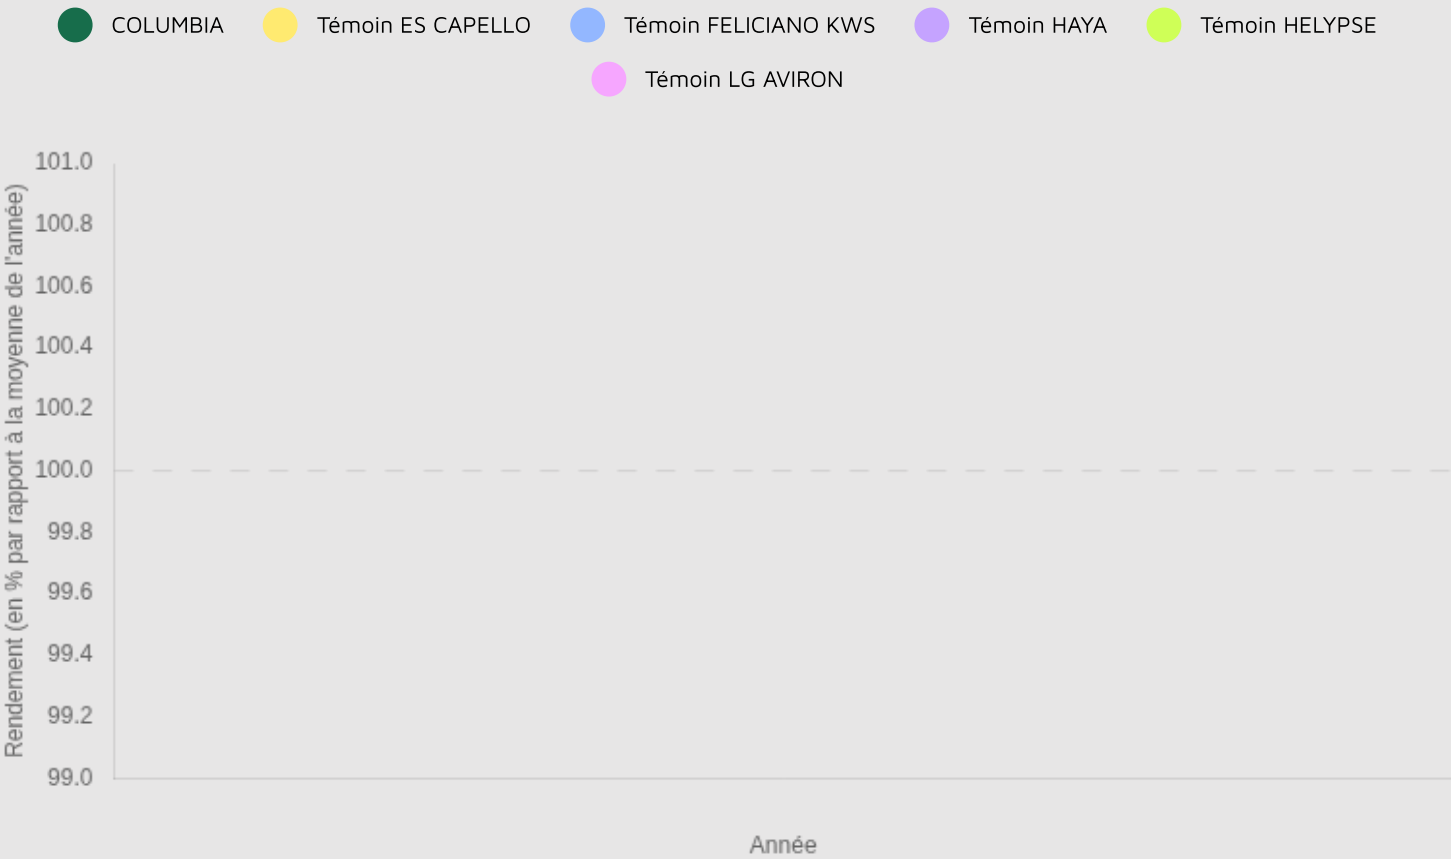 COLUMBIA Témoin ES CAPELLO Témoin FELICIANO KWS Témoin HAYA Témoin HELYPSE
Témoin LG AVIRON
Rendement (en % par rapport à la moyenne de l'année)
101.0
100.8
100.6
100.4
100.2
100.0
99.8
99.6
99.4
99.2
99.0
Année